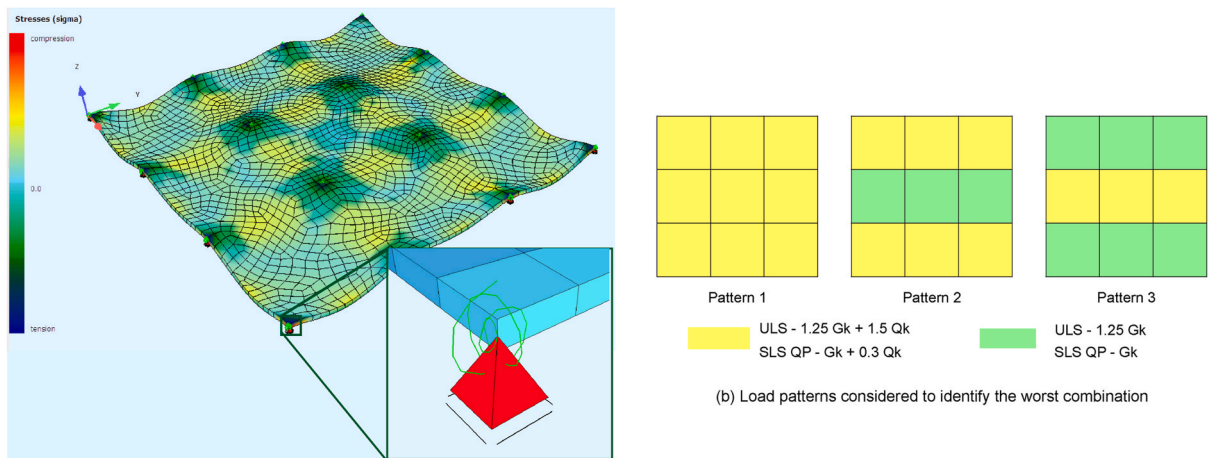 Stresses (sigma)
compression
Z
Y
0.0
tension
Pattern 1
Pattern 2
Pattern 3
ULS - 1.25 Gk + 1.5 Qk
SLS QP - Gk + 0.3 Qk
ULS - 1.25 Gk
SLS QP - Gk
(b) Load patterns considered to identify the worst combination